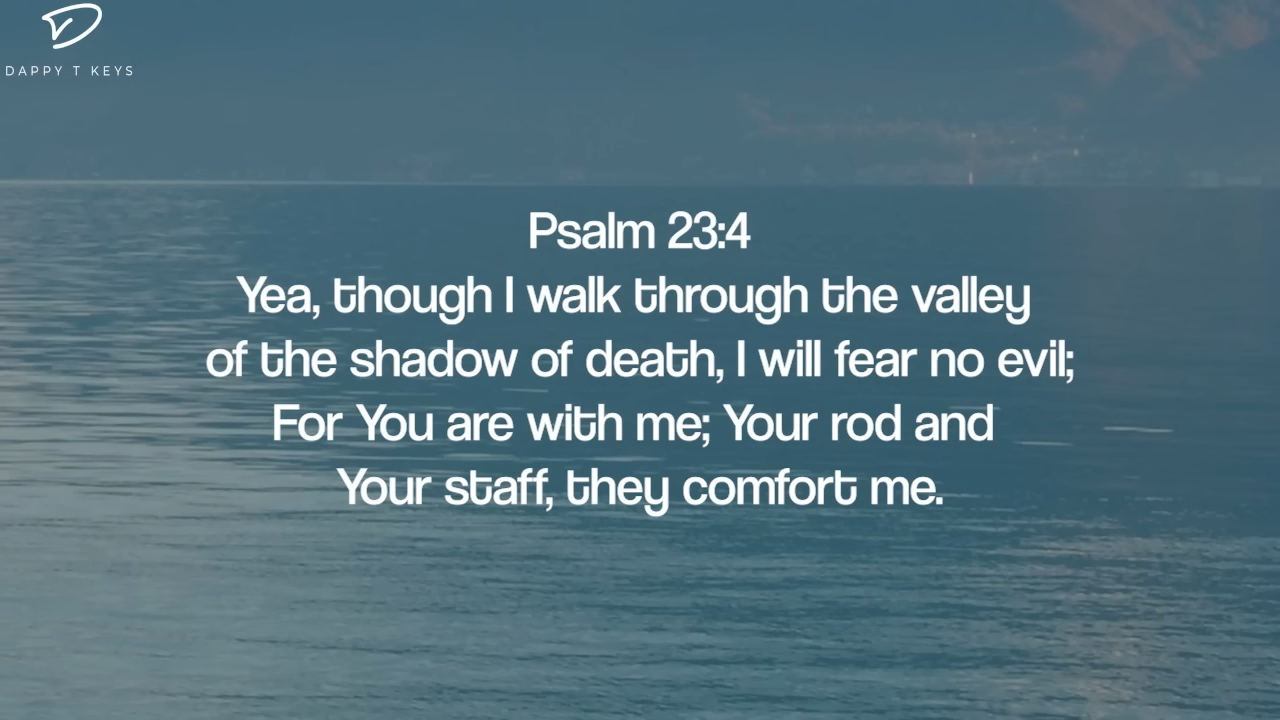 DAPPY T KEYS
Psalm 23:4
Yea, though I walk through the valley
of the shadow of death, I will fear no evil;
For You are with me; Your rod and
Your staff, they comfort me.